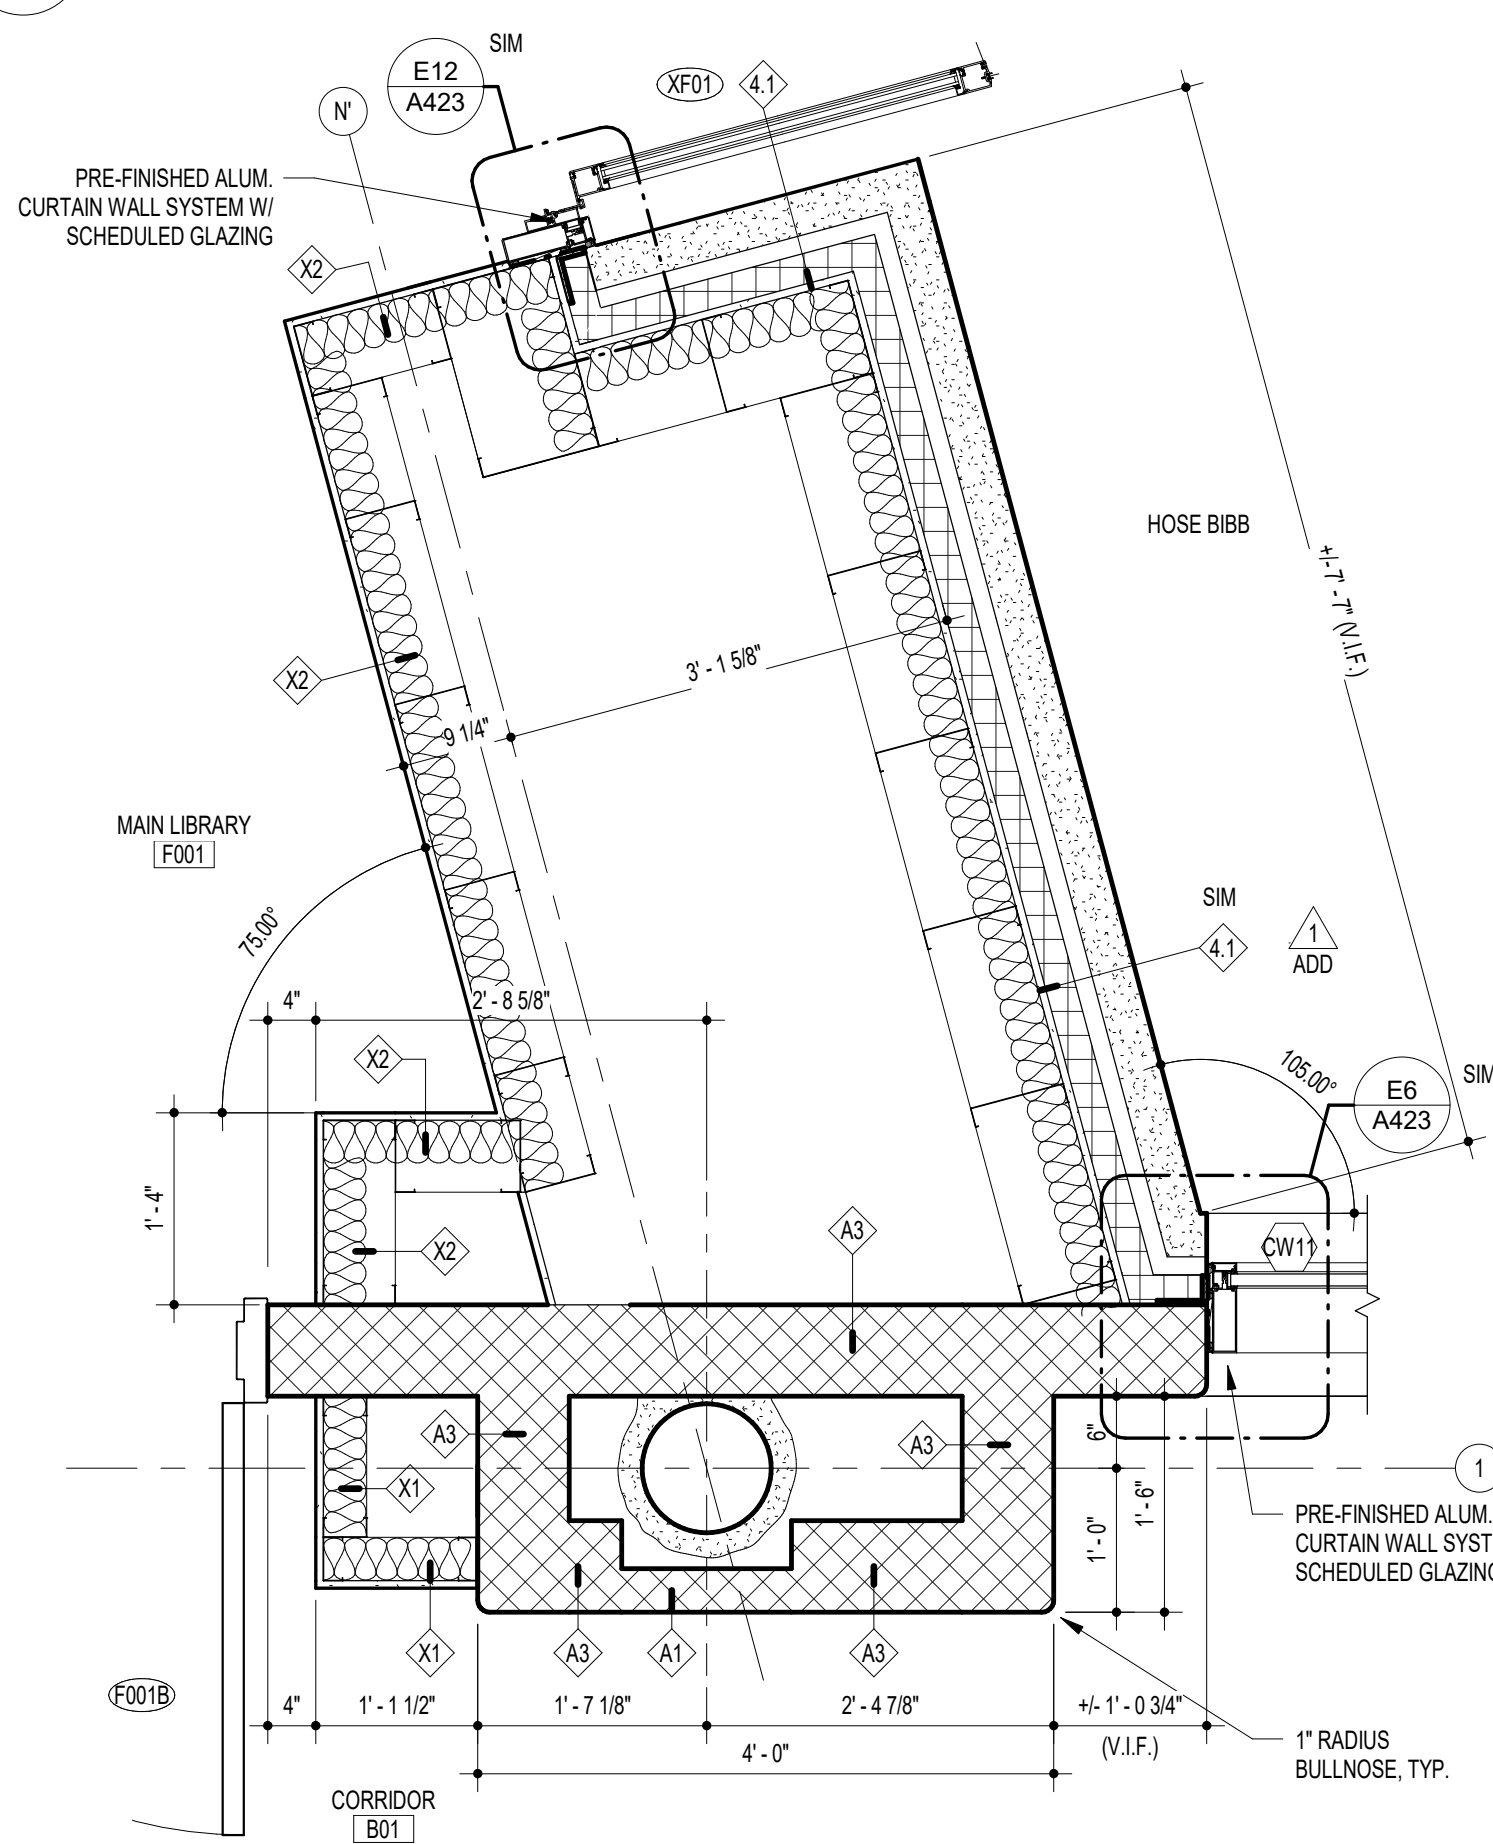 SIM
E12
A423
XF01
4.1
N'
PRE-FINISHED ALUM.
CURTAIN WALL SYSTEM W/
SCHEDULED GLAZING
X2
HOSE BIBB
+/- 7' - 7" (V.I.F.)
3' - 1 5/8"
X2
9 1/4"
MAIN LIBRARY
F001
75.00°
SIM
4.1
1
ADD
4"
2' - 8 5/8"
X2
105.00°
E6
A423
SIM
1' - 4"
X2
A3
CW11
A3
A3
6"
1' - 6"
1' - 0"
1
X1
PRE-FINISHED ALUM.
CURTAIN WALL SYST
SCHEDULED GLAZING
X1
A3
A1
A3
F001B
4"
1' - 1 1/2"
1' - 7 1/8"
2' - 4 7/8"
+/- 1' - 0 3/4"
(V.I.F.)
4' - 0"
1" RADIUS
BULLNOSE, TYP.
CORRIDOR
B01